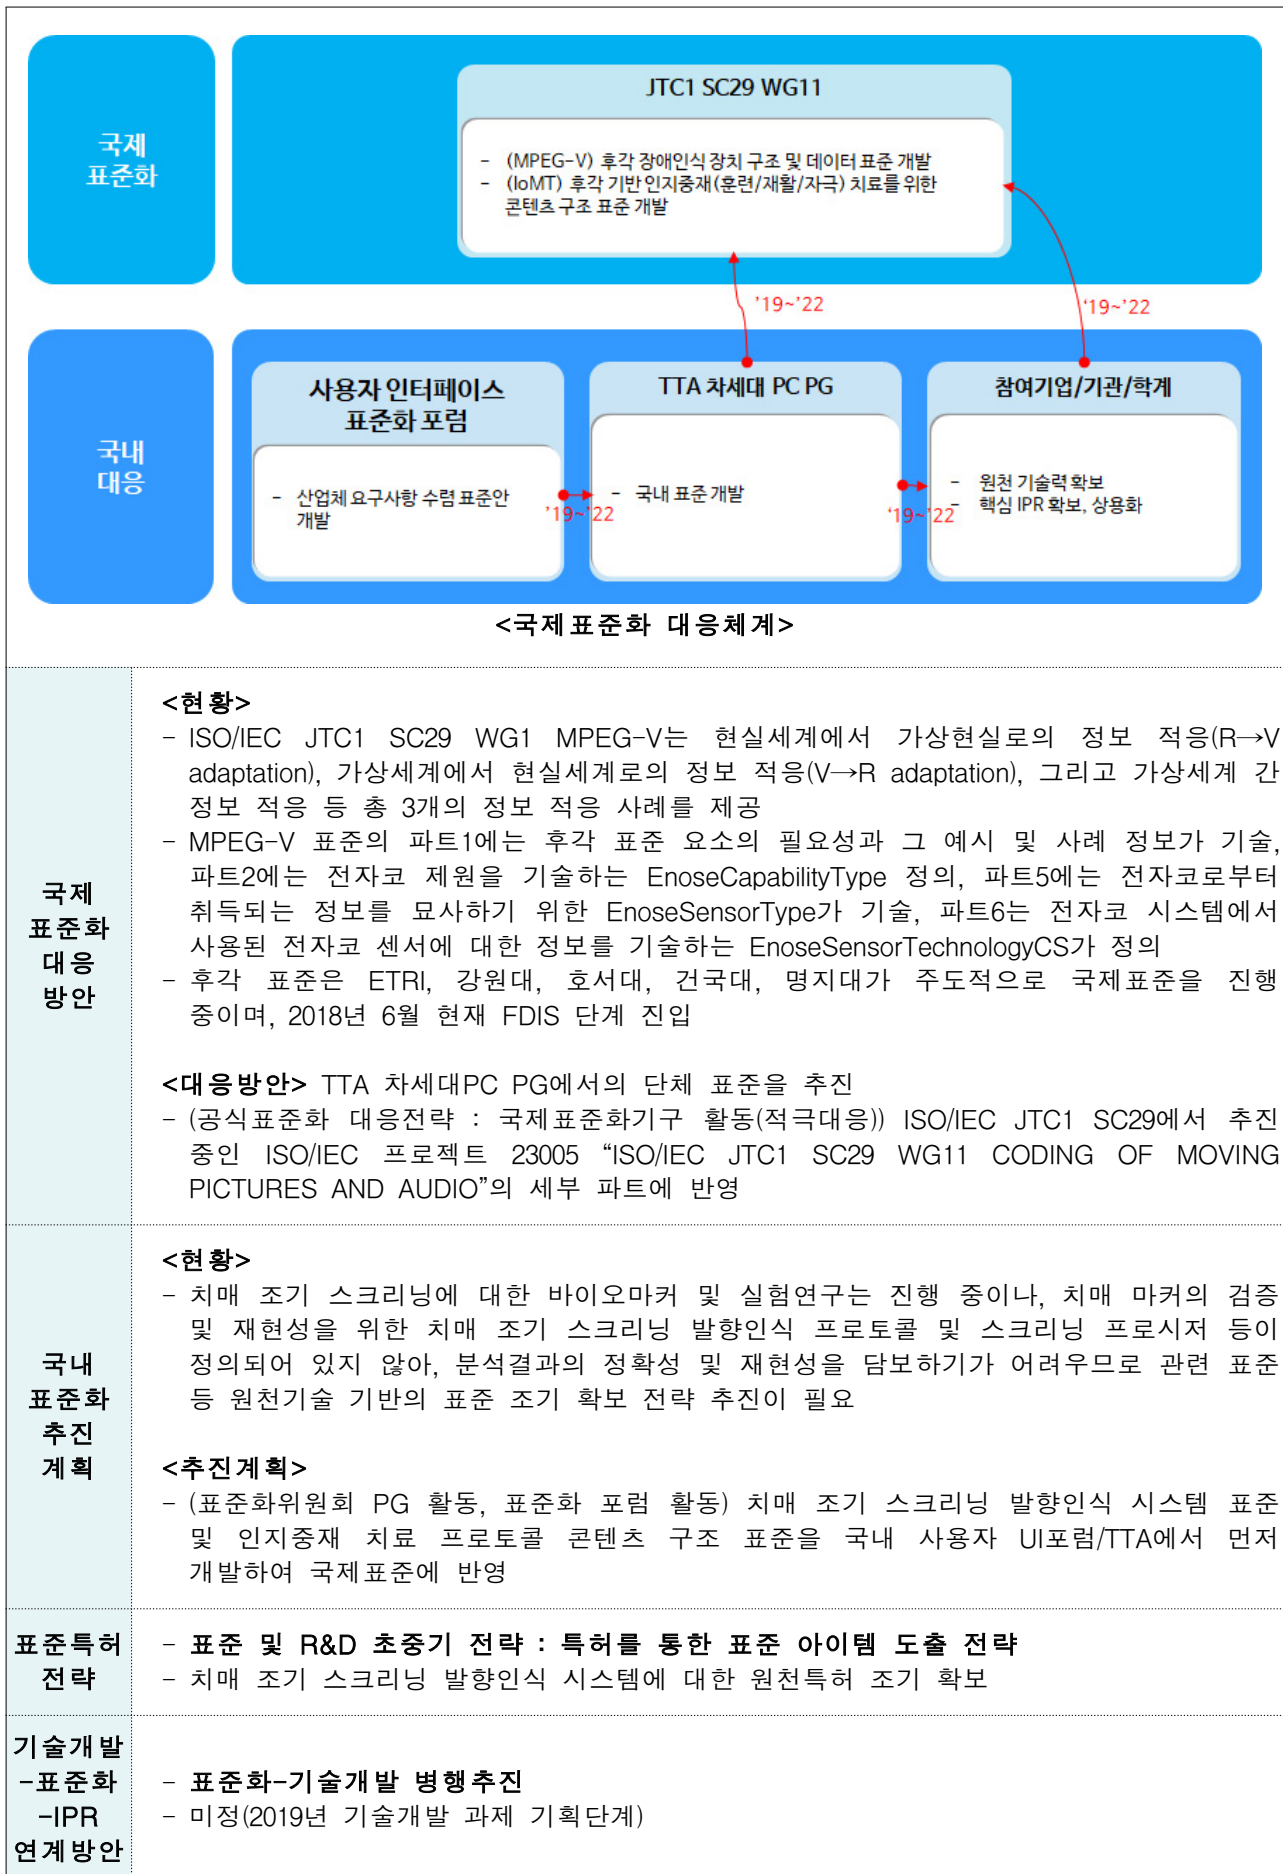 국제
표준화
JTC1 SC29 WG11
- (MPEG-V) 후각 장애인식 장치 구조 및 데이터 표준 개발
- (IoMT) 후각 기반 인지중재(훈련/재활/자극) 치료를 위한
콘텐츠 구조 표준 개발
'19~'22
'19~'22
국내
대응
사용자 인터페이스
표준화 포럼
- 산업체 요구사항 수렴 표준안
개발
'19~'22
TTA 차세대 PC PG
- 국내 표준 개발
'19~'22
참여기업/기관/학계
- 원천 기술력 확보
- 핵심 IPR 확보, 상용화
<국제표준화 대응체계>
국제
표준화
대응
방안
<현황>
- ISO/IEC JTC1 SC29 WG1 MPEG-V는 현실세계에서 가상현실로의 정보 적응(R→V
adaptation), 가상세계에서 현실세계로의 정보 적응(V→R adaptation), 그리고 가상세계 간
정보 적응 등 총 3개의 정보 적응 사례를 제공
- MPEG-V 표준의 파트1에는 후각 표준 요소의 필요성과 그 예시 및 사례 정보가 기술,
파트2에는 전자코 제원을 기술하는 EnoseCapabilityType 정의, 파트5에는 전자코로부터
취득되는 정보를 묘사하기 위한 EnoseSensorType가 기술, 파트6는 전자코 시스템에서
사용된 전자코 센서에 대한 정보를 기술하는 EnoseSensorTechnologyCS가 정의
- 후각 표준은 ETRI, 강원대, 호서대, 건국대, 명지대가 주도적으로 국제표준을 진행
중이며, 2018년 6월 현재 FDIS 단계 진입
<대응방안> TTA 차세대PC PG에서의 단체 표준을 추진
- (공식표준화 대응전략 : 국제표준화기구 활동(적극대응)) ISO/IEC JTC1 SC29에서 추진
중인 ISO/IEC 프로젝트 23005 “ISO/IEC JTC1 SC29 WG11 CODING OF MOVING
PICTURES AND AUDIO”의 세부 파트에 반영
국내
표준화
추진
계획
<현황>
- 치매 조기 스크리닝에 대한 바이오마커 및 실험연구는 진행 중이나, 치매 마커의 검증
및 재현성을 위한 치매 조기 스크리닝 발향인식 프로토콜 및 스크리닝 프로시저 등이
정의되어 있지 않아, 분석결과의 정확성 및 재현성을 담보하기가 어려우므로 관련 표준
등 원천기술 기반의 표준 조기 확보 전략 추진이 필요
<추진계획>
- (표준화위원회 PG 활동, 표준화 포럼 활동) 치매 조기 스크리닝 발향인식 시스템 표준
및 인지중재 치료 프로토콜 콘텐츠 구조 표준을 국내 사용자 UI포럼/TTA에서 먼저
개발하여 국제표준에 반영
표준특허
전략
- 표준 및 R&D 초중기 전략 : 특허를 통한 표준 아이템 도출 전략
- 치매 조기 스크리닝 발향인식 시스템에 대한 원천특허 조기 확보
기술개발
-표준화
-IPR
연계방안
- 표준화-기술개발 병행추진
- 미정(2019년 기술개발 과제 기획단계)